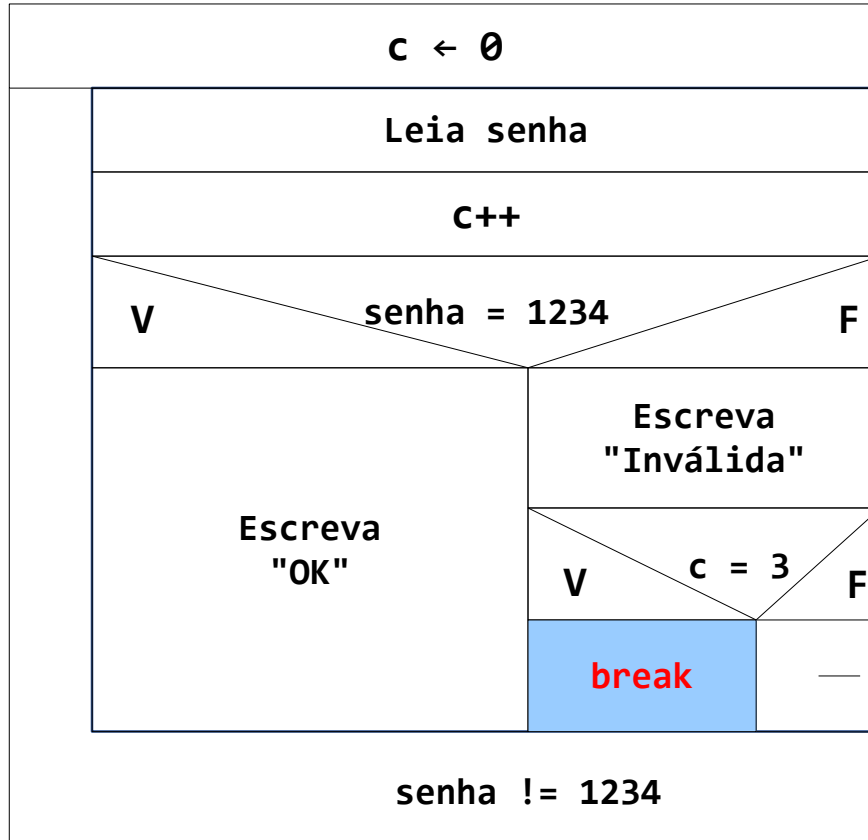 c ← 0
Leia senha
c++
V senha = 1234 F
Escreva
"Inválida"
Escreva
"OK"
V c = 3 F
break —
senha != 1234